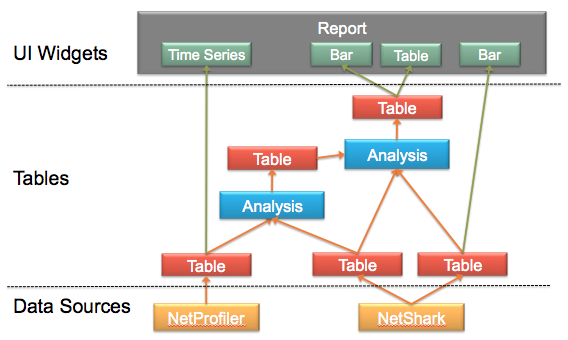 Report
UI Widgets
Time Series
Bar
Table
Bar
Table
Table
Analysis
Tables
Analysis
Table
Table
Table
Data Sources
NetProfiler
NetShark